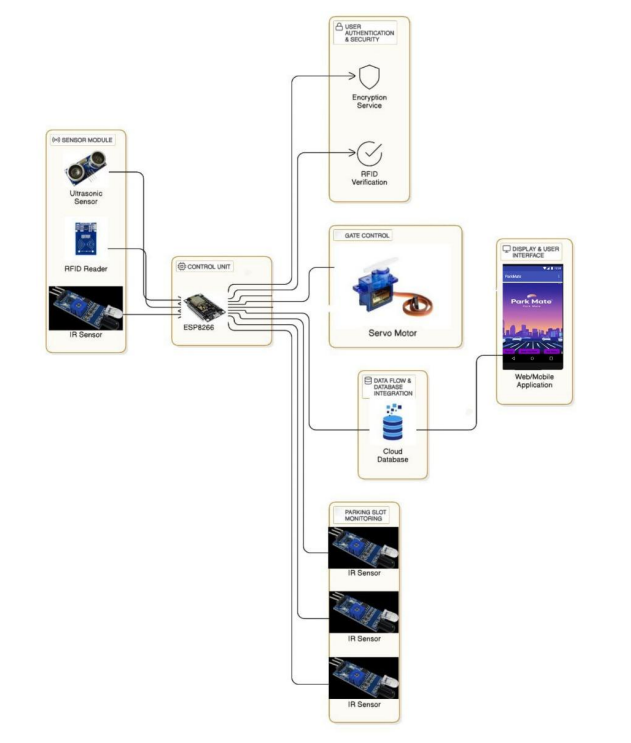 USER
AUTHENTICATION
& SECURITY
Encryption
Service
RFID
Verification
SENSOR MODULE
Ultrasonic
Sensor
RFID Reader
IR Sensor
CONTROL UNIT
ESP8266
GATE CONTROL
Servo Motor
DISPLAY & USER
INTERFACE
ParkMate
Park Mate
Web/Mobile
Application
DATA FLOW &
DATABASE
INTEGRATION
Cloud
Database
PARKING SLOT
MONITORING
IR Sensor
IR Sensor
IR Sensor